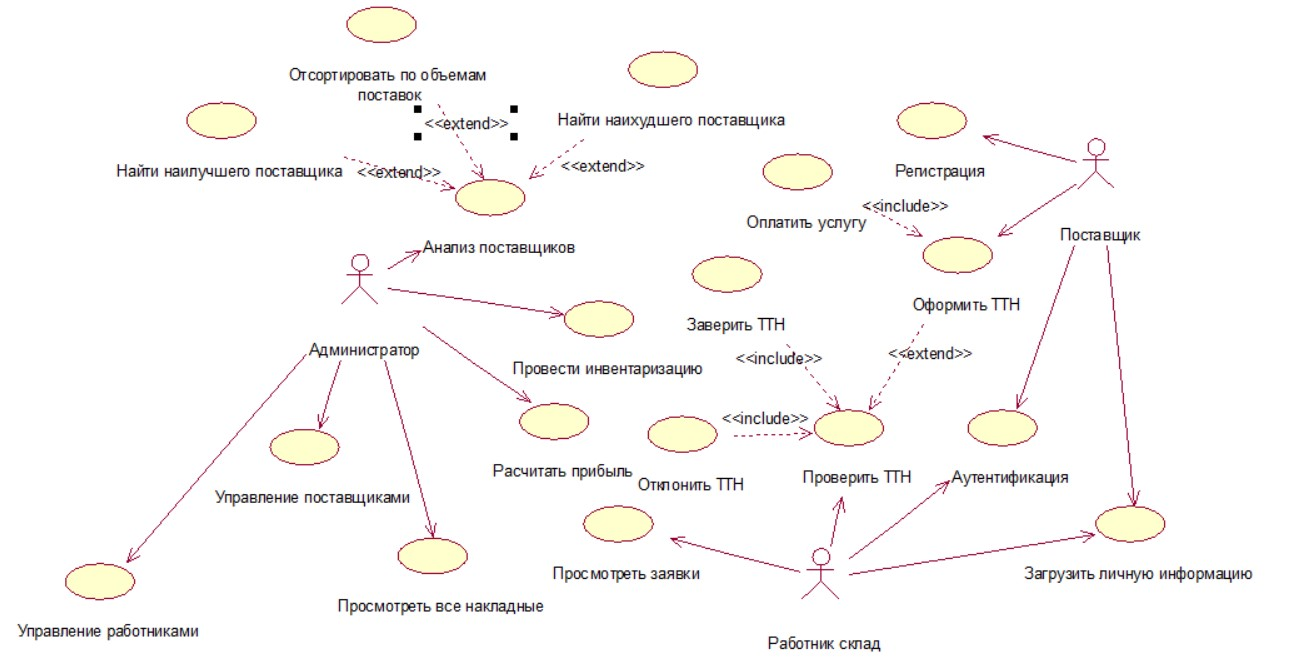 Отсортировать по объемам
поставок
<<extend>>
Найти наихудшего поставщика
<<extend>>
Найти наилучшего поставщика
<<extend>>
Анализ поставщиков
Регистрация
Оплатить услугу
<<include>>
Поставщик
Оформить ТТН
Заверить ТТН
<<include>>
<<extend>>
Администратор
Провести инвентаризацию
<<include>>
Расчитать прибыль
Отклонить ТТН
Проверить ТТН
Аутентификация
Управление поставщиками
Просмотреть заявки
Загрузить личную информацию
Просмотреть все накладные
Управление работниками
Работник склад